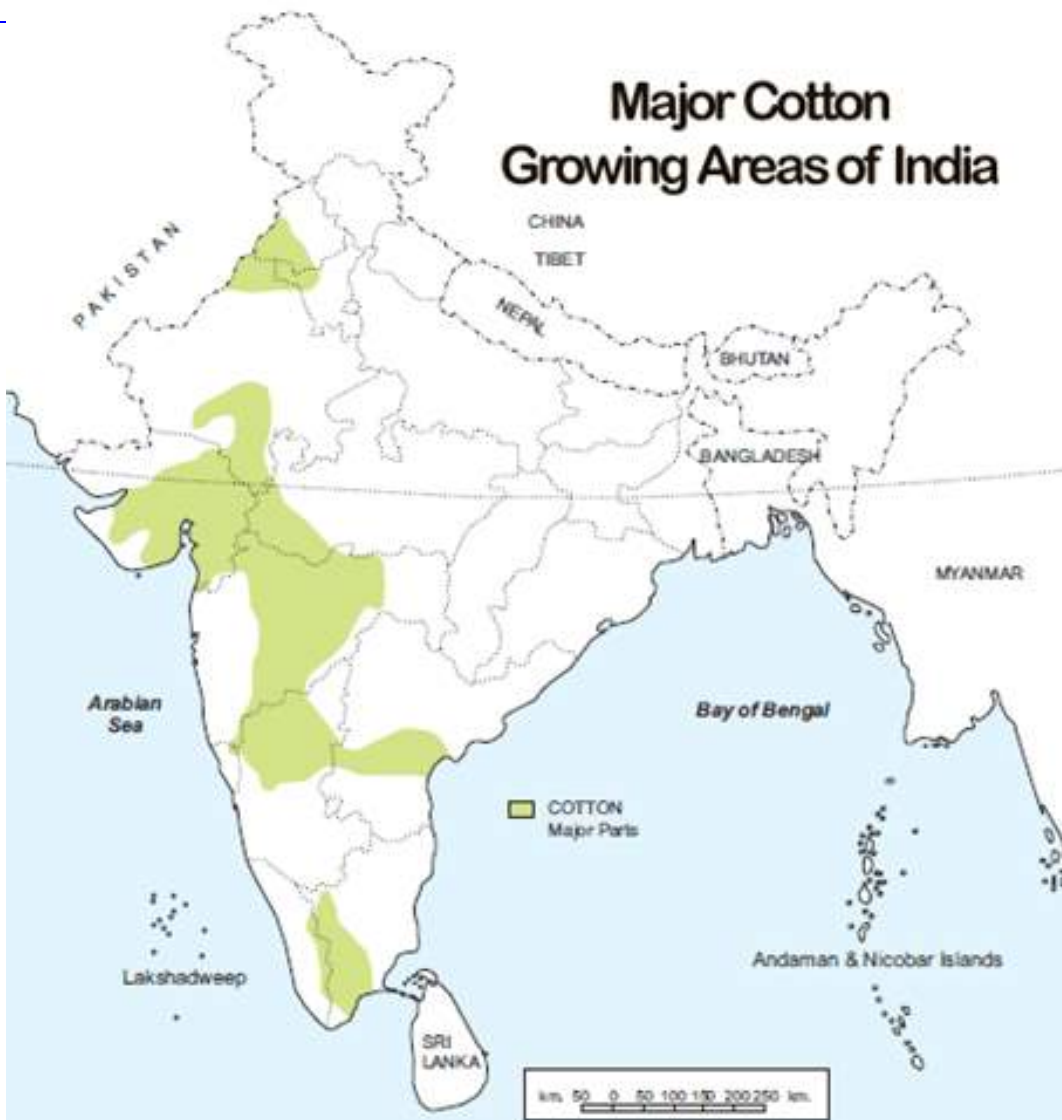 Major Cotton
Growing Areas of India
CHINA
TIBET
PAKISTAN
NEPAL
BHUTAN
BANGLADESH
MYANMAR
Arabian
Sea
Bay of Bengal
COTTON
Major Parts
Lakshadweep
Andaman & Nicobar Islands
SRI
LANKA
km. 50 0 50 100 150 200 250 km.